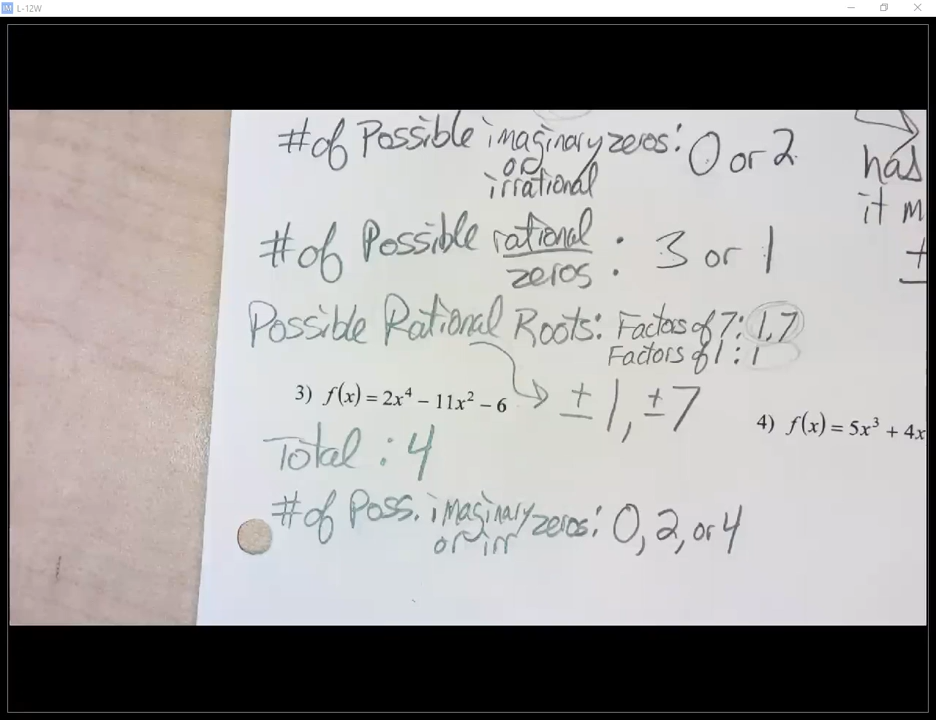 L-12W
#of Possible imaginary zeros: 0 or 2
or
irrational
has
it m
#of Possible rational : 3 or 1
zeros
±
Possible Rational Roots: Factors of 7: 1,7
Factors of 1: 1
3) f(x) = 2x⁴ − 11x² − 6
±1, ±7
4) f(x) = 5x³ + 4x
Total : 4
#of Poss. imaginary zeros: 0, 2, or 4
or irr